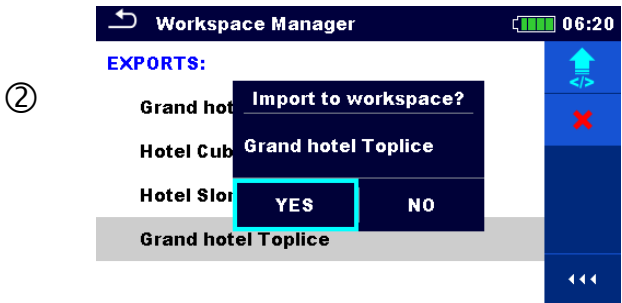 Workspace Manager 06:20
EXPORTS:
</>
②
Grand hot
Import to workspace?
Hotel Cub
Grand hotel Toplice
Hotel Slo
YES NO
Grand hotel Toplice